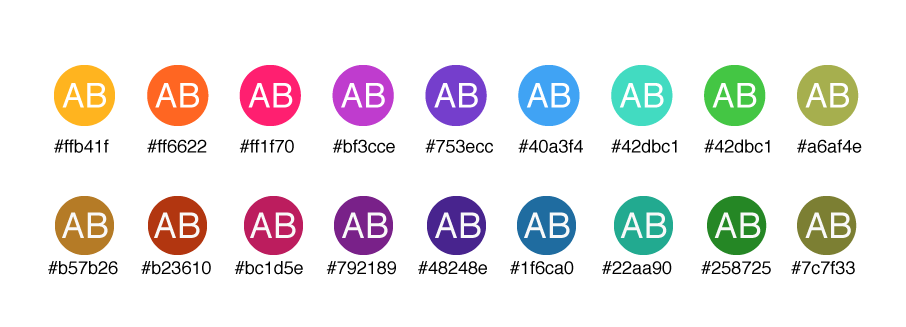 AB AB AB AB AB AB AB AB AB
#ffb41f #ff6622 #ff1f70 #bf3cce #753ecc #40a3f4 #42dbc1 #42dbc1 #a6af4e
AB AB AB AB AB AB AB AB AB
#b57b26 #b23610 #bc1d5e #792189 #48248e #1f6ca0 #22aa90 #258725 #7c7f33